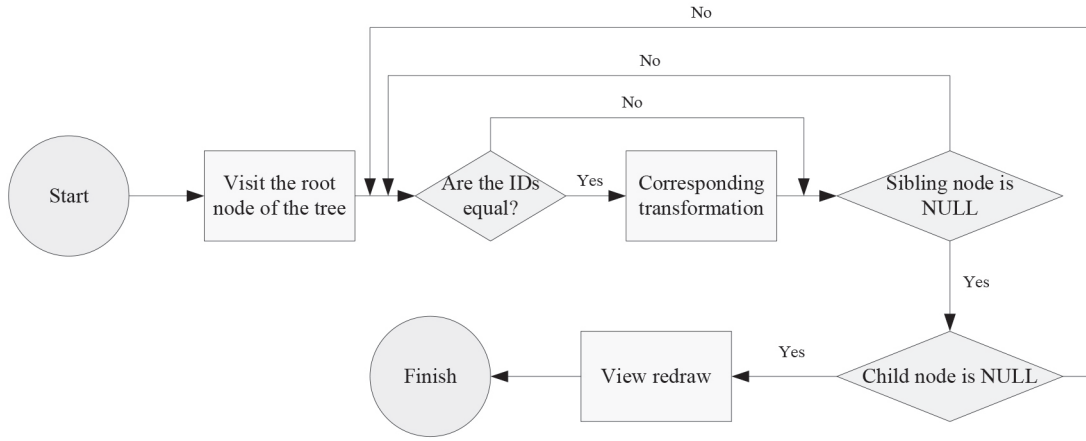 No
No
No
Start
Visit the root
node of the tree
Are the IDs
equal?
Yes
Corresponding
transformation
Sibling node is
NULL
Yes
Finish
View redraw
Yes
Child node is NULL